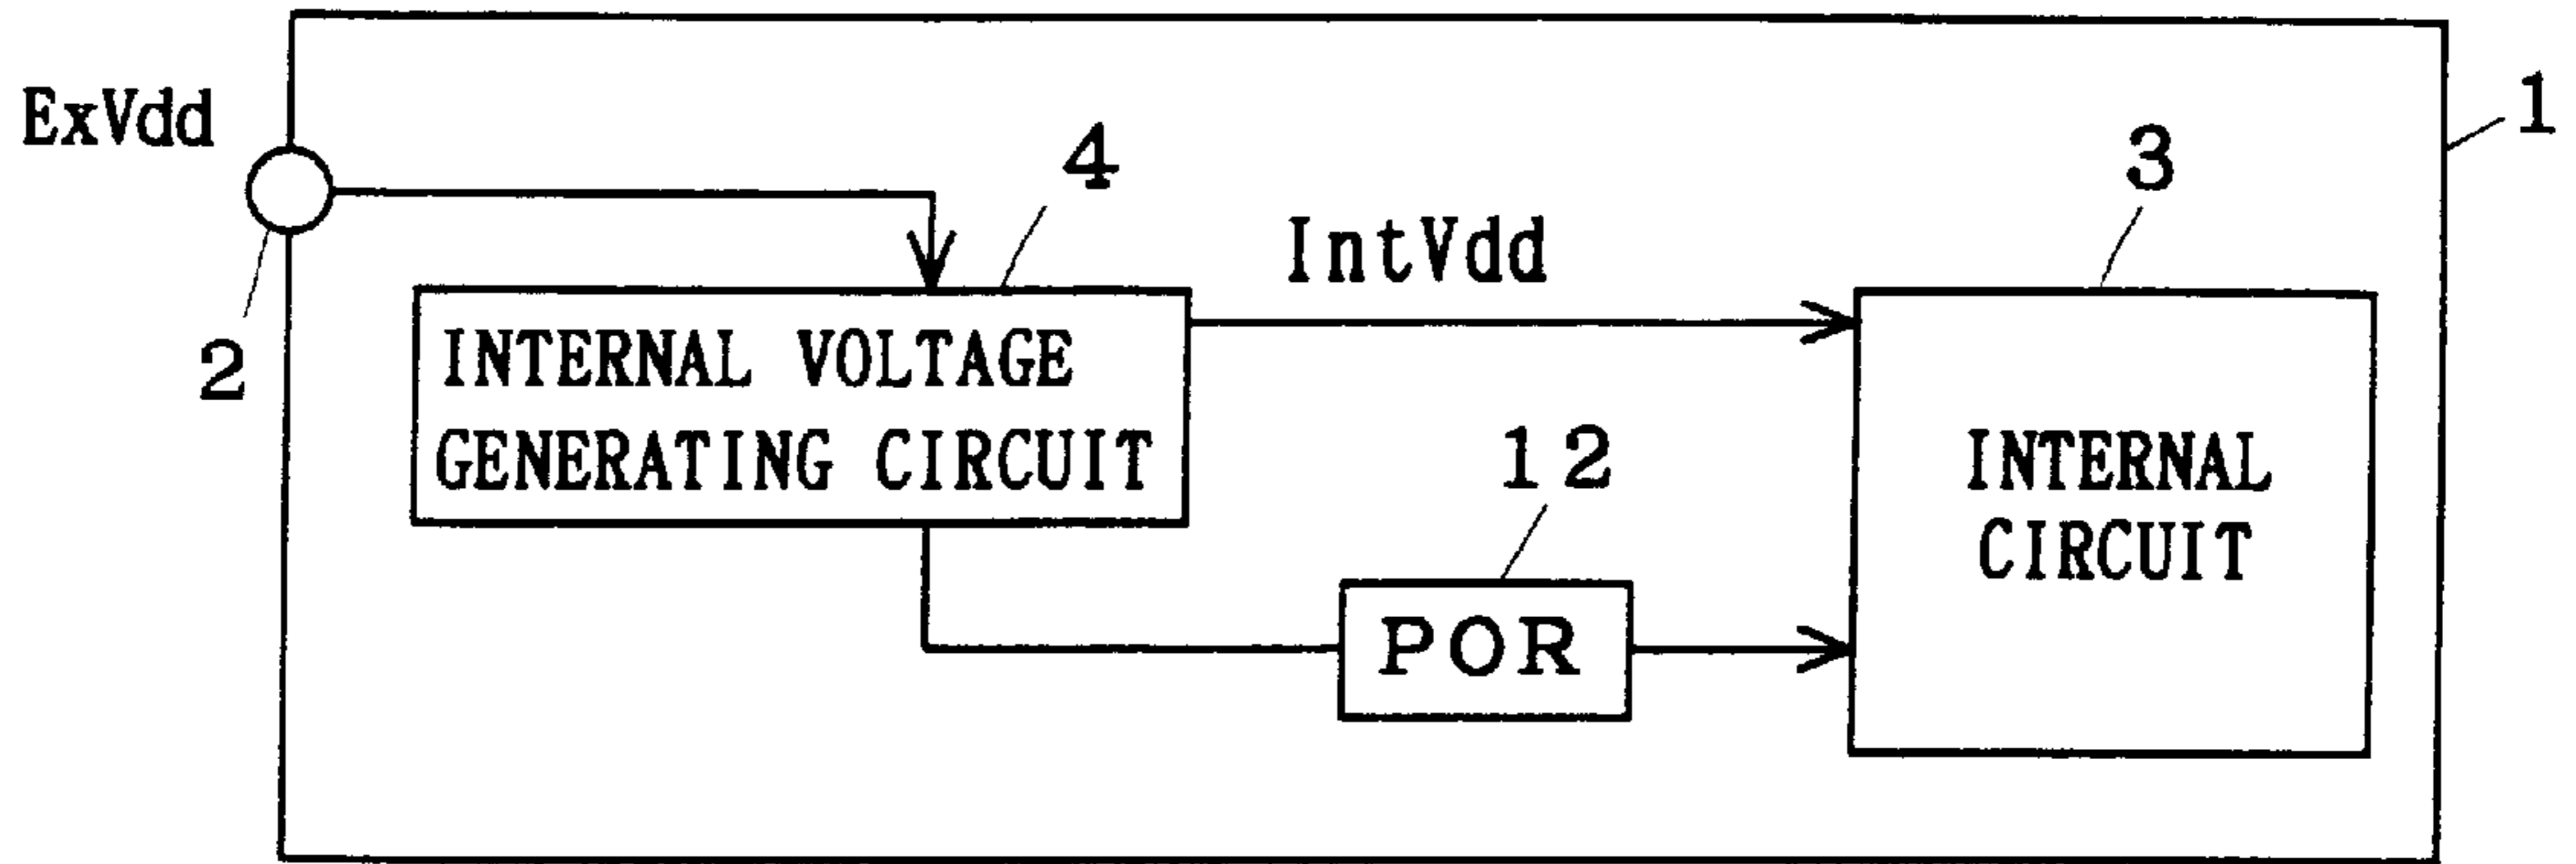 ExVdd
1
4
3
IntVdd
2
INTERNAL VOLTAGE
GENERATING CIRCUIT
12
INTERNAL
CIRCUIT
POR